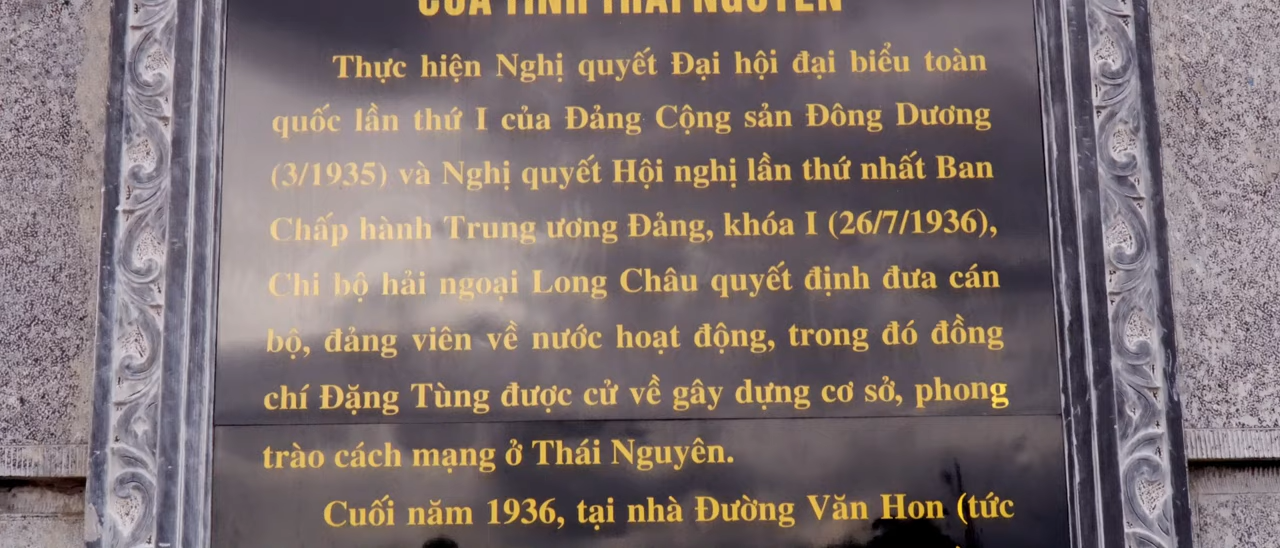 CỦA TỈNH THÁI NGUYÊN
Thực hiện Nghị quyết Đại hội đại biểu toàn
quốc lần thứ I của Đảng Cộng sản Đông Dương
(3/1935) và Nghị quyết Hội nghị lần thứ nhất Ban
Chấp hành Trung ương Đảng, khóa I (26/7/1936),
Chi bộ hải ngoại Long Châu quyết định đưa cán
bộ, đảng viên về nước hoạt động, trong đó đồng
chí Đặng Tùng được cử về gây dựng cơ sở, phong
trào cách mạng ở Thái Nguyên.
Cuối năm 1936, tại nhà Đường Văn Hon (tức